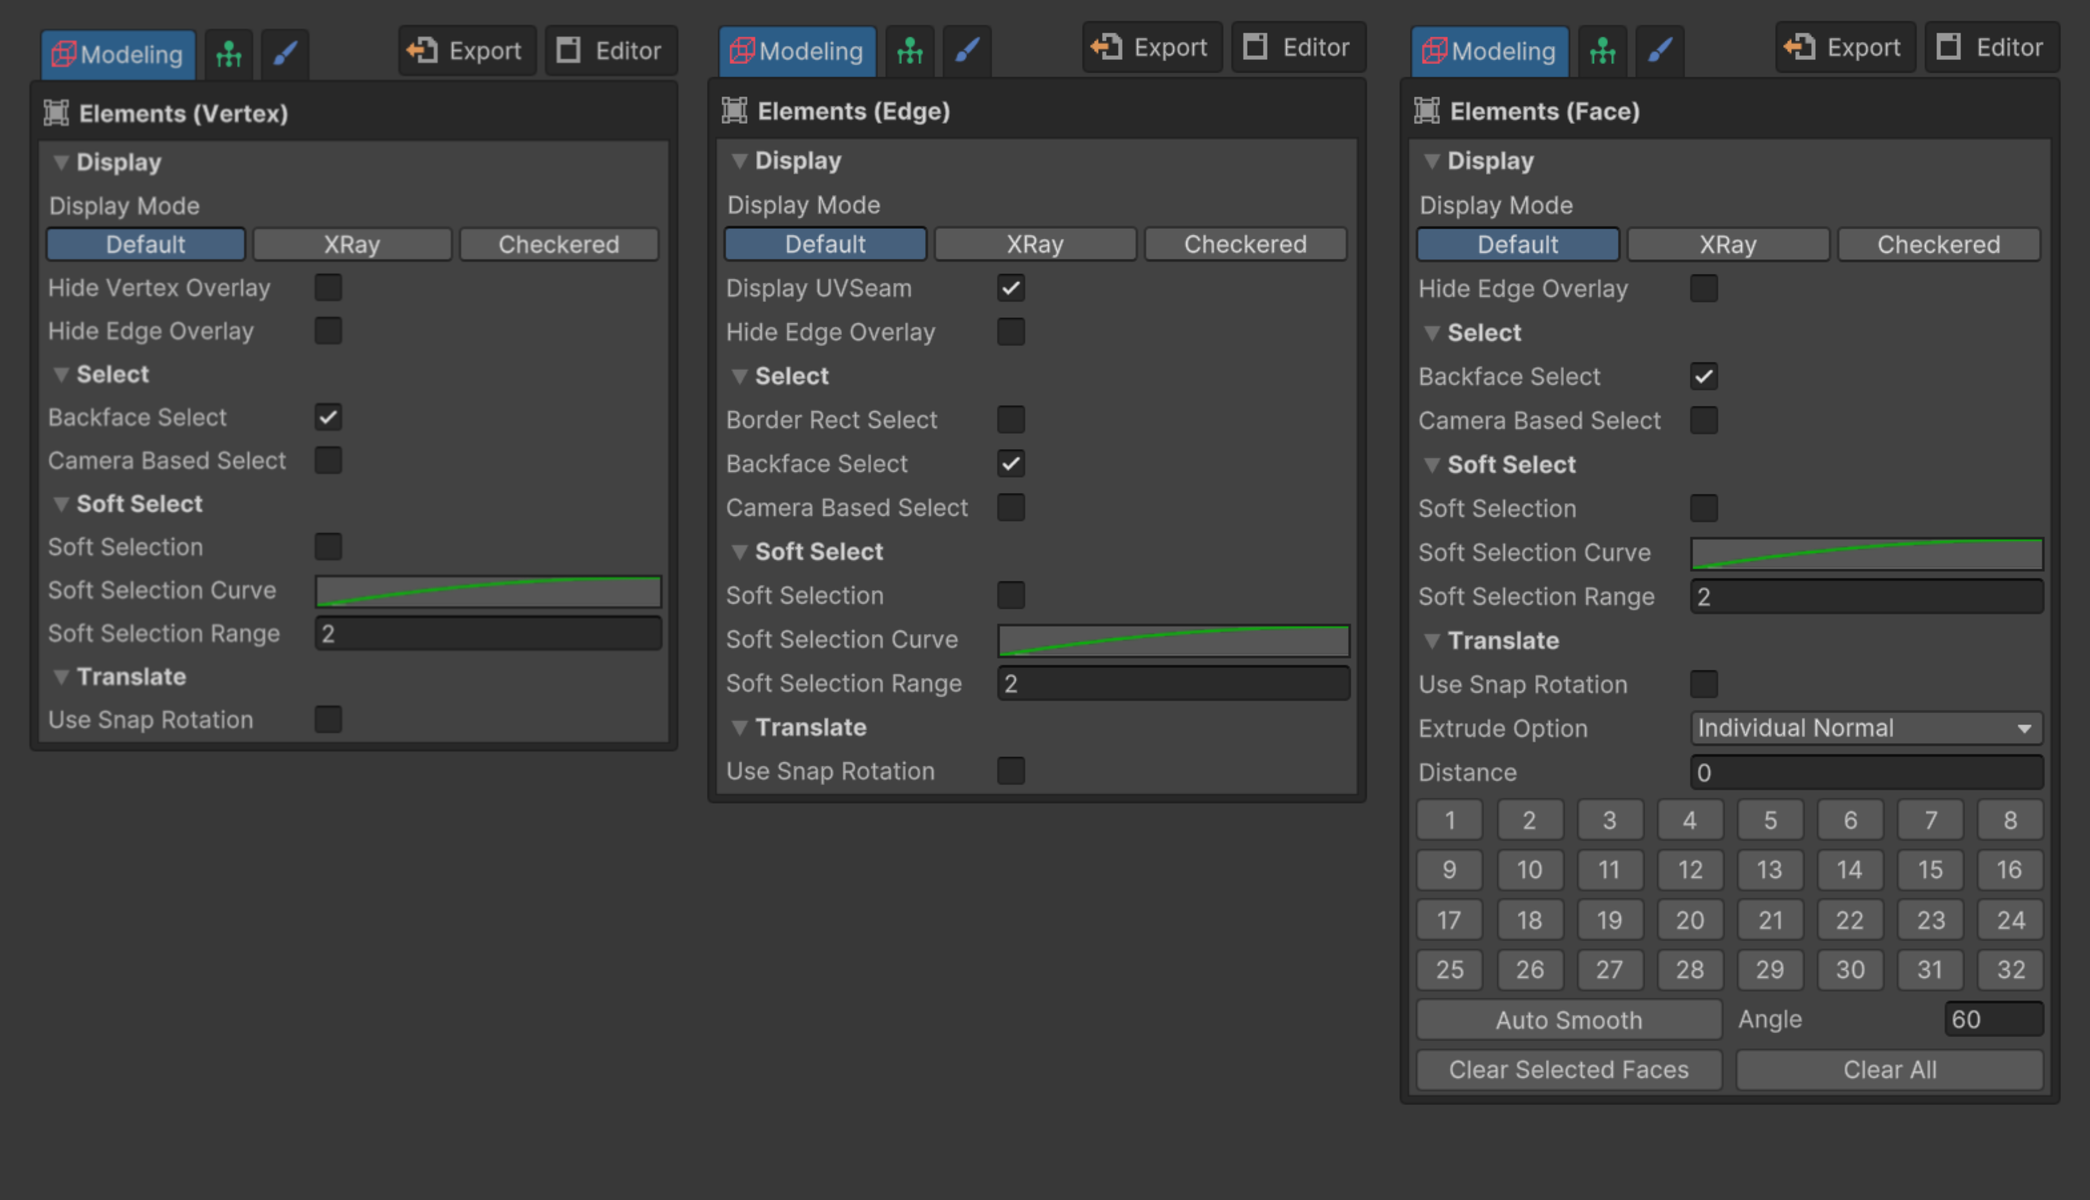 Modeling
Export
Editor
Elements (Vertex)
Display
Display Mode
Default XRay Checkered
Hide Vertex Overlay
Hide Edge Overlay
Select
Backface Select
Camera Based Select
Soft Select
Soft Selection
Soft Selection Curve
Soft Selection Range 2
Translate
Use Snap Rotation
Modeling
Export
Editor
Elements (Edge)
Display
Display Mode
Default XRay Checkered
Display UVSeam
Hide Edge Overlay
Select
Border Rect Select
Backface Select
Camera Based Select
Soft Select
Soft Selection
Soft Selection Curve
Soft Selection Range 2
Translate
Use Snap Rotation
Modeling
Export
Editor
Elements (Face)
Display
Display Mode
Default XRay Checkered
Hide Edge Overlay
Select
Backface Select
Camera Based Select
Soft Select
Soft Selection
Soft Selection Curve
Soft Selection Range 2
Translate
Use Snap Rotation
Extrude Option Individual Normal
Distance 0
1 2 3 4 5 6 7 8
9 10 11 12 13 14 15 16
17 18 19 20 21 22 23 24
25 26 27 28 29 30 31 32
Auto Smooth Angle 60
Clear Selected Faces Clear All